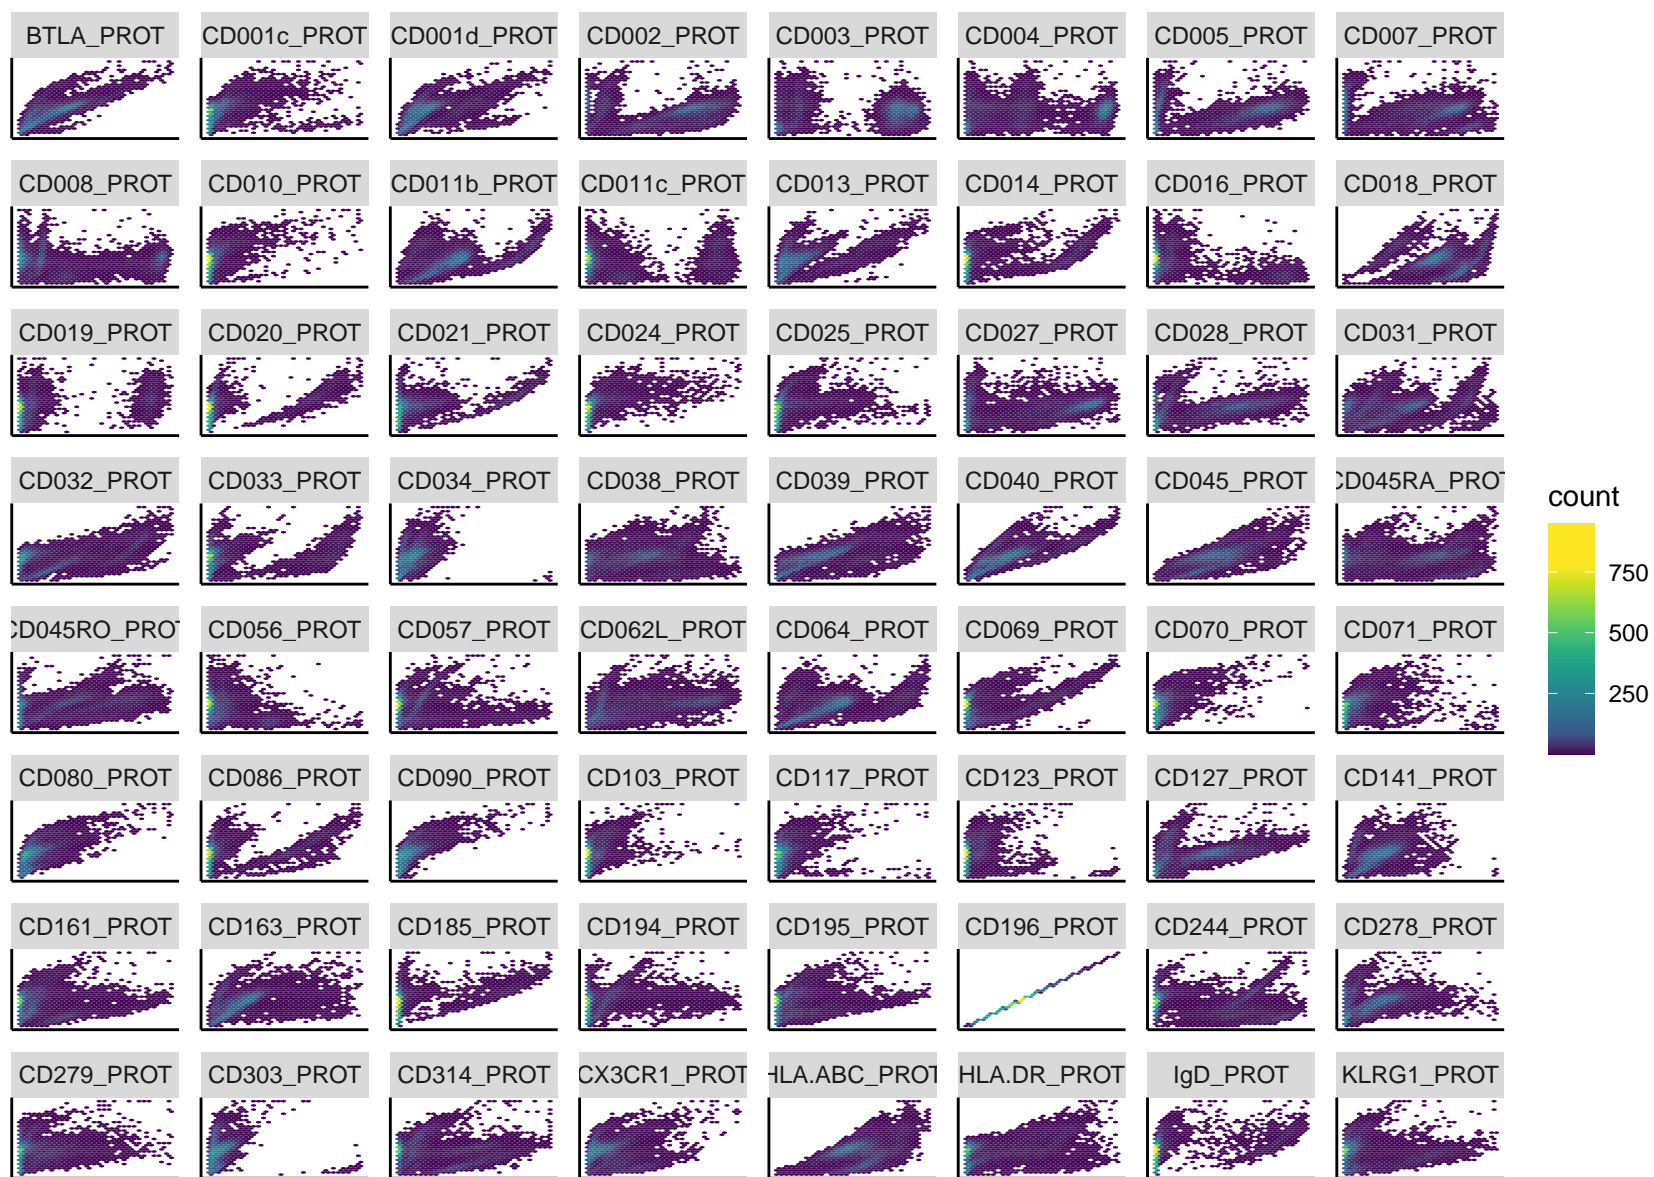 BTLA_PROT CD001c_PROT CD001d_PROT CD002_PROT CD003_PROT CD004_PROT CD005_PROT CD007_PROT
CD008_PROT CD010_PROT CD011b_PROT CD011c_PROT CD013_PROT CD014_PROT CD016_PROT CD018_PROT
CD019_PROT CD020_PROT CD021_PROT CD024_PROT CD025_PROT CD027_PROT CD028_PROT CD031_PROT
CD032_PROT CD033_PROT CD034_PROT CD038_PROT CD039_PROT CD040_PROT CD045_PROT CD045RA_PROT
count
750
500
250
CD045RO_PROT CD056_PROT CD057_PROT CD062L_PROT CD064_PROT CD069_PROT CD070_PROT CD071_PROT
CD080_PROT CD086_PROT CD090_PROT CD103_PROT CD117_PROT CD123_PROT CD127_PROT CD141_PROT
CD161_PROT CD163_PROT CD185_PROT CD194_PROT CD195_PROT CD196_PROT CD244_PROT CD278_PROT
CD279_PROT CD303_PROT CD314_PROT CX3CR1_PROT HLA.ABC_PROT HLA.DR_PROT IgD_PROT KLRG1_PROT